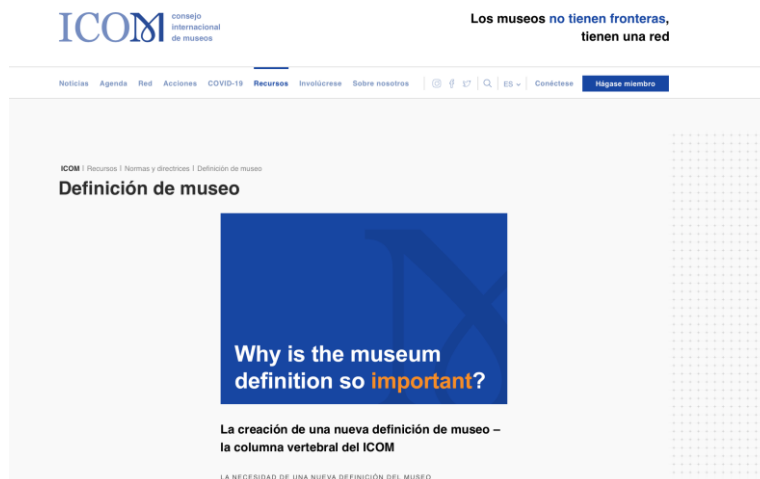 ICOM
consejo
internacional
de museos
Los museos no tienen fronteras,
tienen una red
Noticias Agenda Red Acciones COVID-19 Recursos Involúcrese Sobre nosotros ES Conéctese Hágase miembro
ICOM | Recursos | Normas y directrices | Definición de museo
Definición de museo
Why is the museum
definition so important?
La creación de una nueva definición de museo –
la columna vertebral del ICOM
LA NECESIDAD DE UNA NUEVA DEFINICIÓN DEL MUSEO